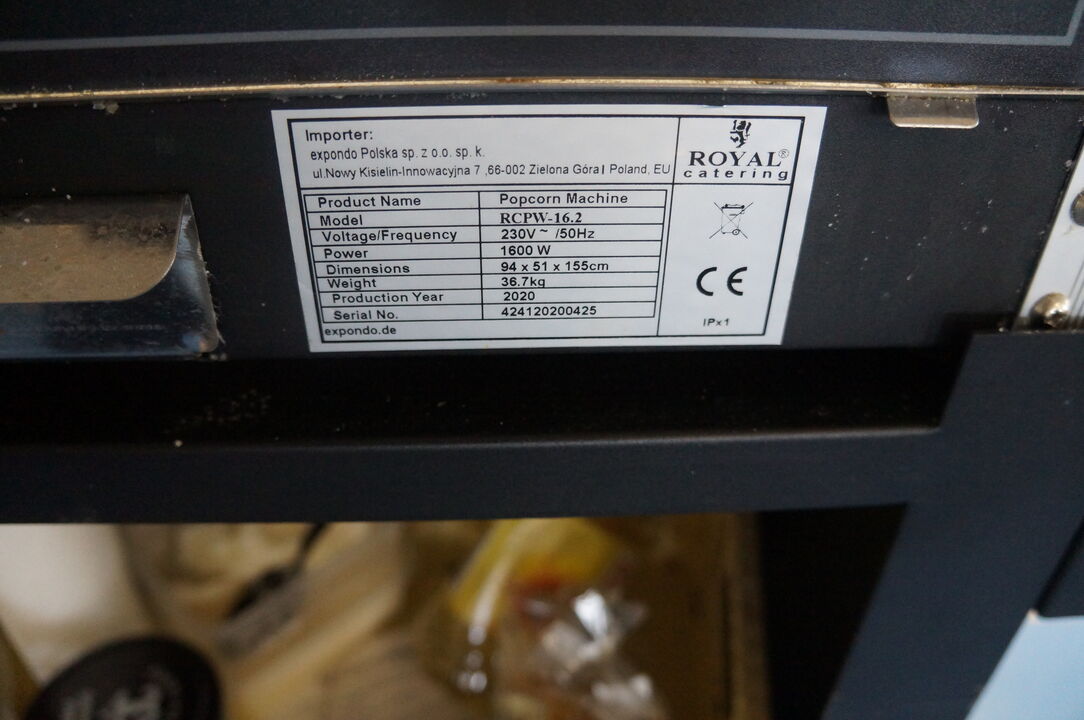 Importer:
expondo Polska sp. z o.o. sp. k.
ul.Nowy Kisielin-Innowacyjna 7 ,66-002 Zielona Góra| Poland, EU
ROYAL®
catering
Product Name Popcorn Machine
Model RCPW-16.2
Voltage/Frequency 230V ~ /50Hz
Power 1600 W
Dimensions 94 x 51 x 155cm
Weight 36.7kg
Production Year 2020
Serial No. 424120200425
expondo.de
CE
IPx1